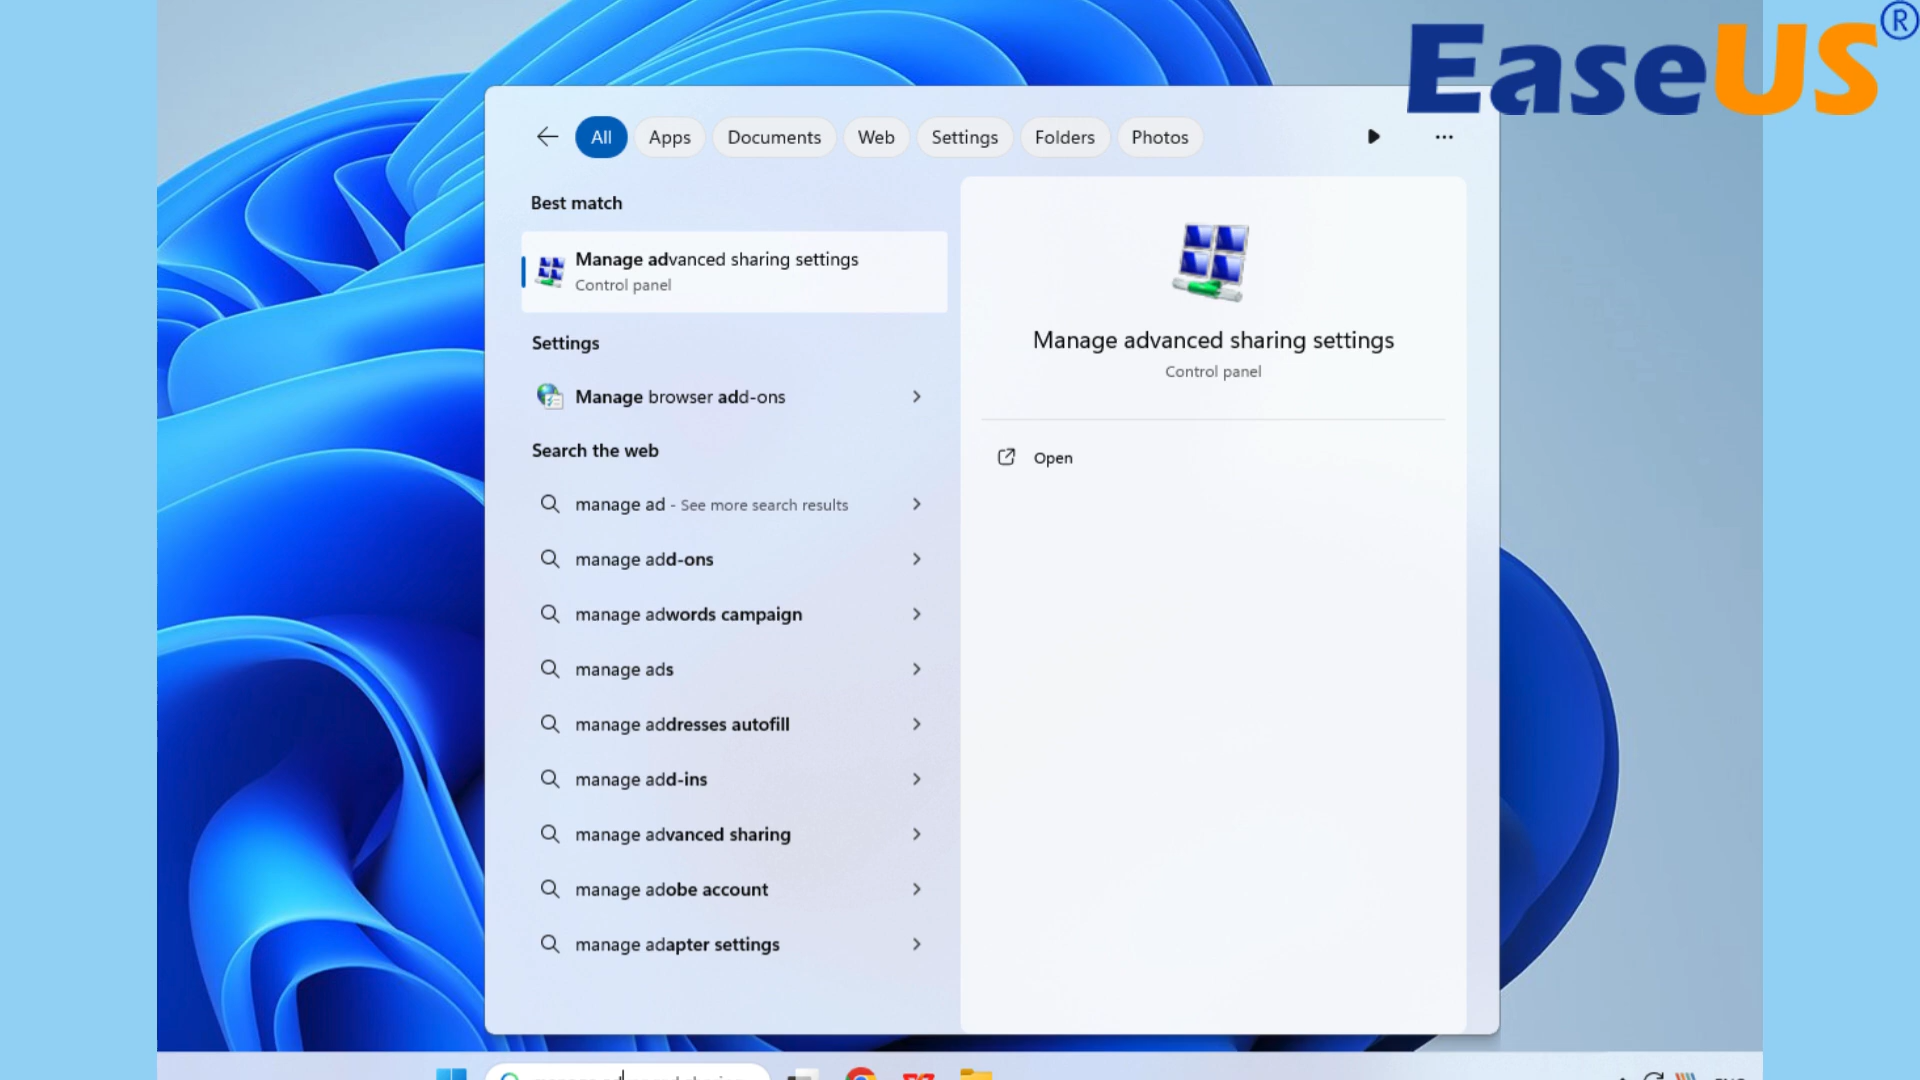 EaseUS®
All Apps Documents Web Settings Folders Photos
Best match
Manage advanced sharing settings
Control panel
Settings
Manage browser add-ons
Search the web
manage ad - See more search results
manage add-ons
manage adwords campaign
manage ads
manage addresses autofill
manage add-ins
manage advanced sharing
manage adobe account
manage adapter settings
Manage advanced sharing settings
Control panel
Open